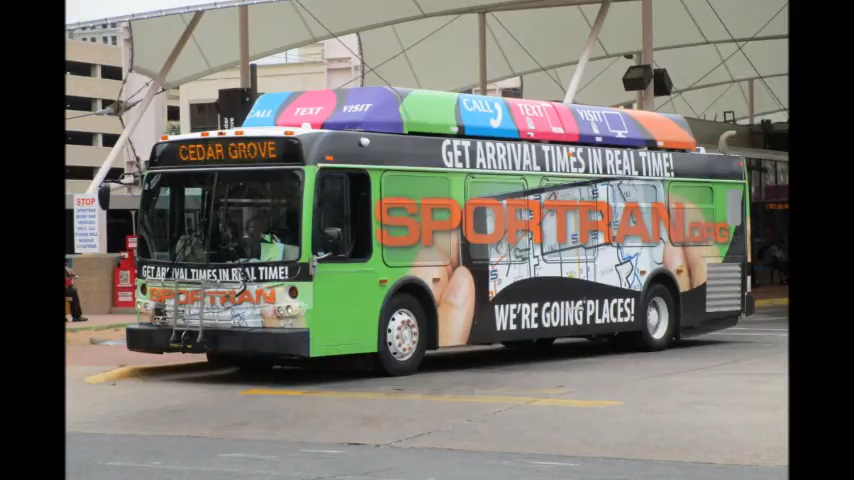 CALL TEXT VISIT CALL TEXT VISIT
CEDAR GROVE
GET ARRIVAL TIMES IN REAL TIME!
SPORTRAN.ORG
STOP
GET ARRIVAL TIMES IN REAL TIME!
SPORTRAN
WE'RE GOING PLACES!